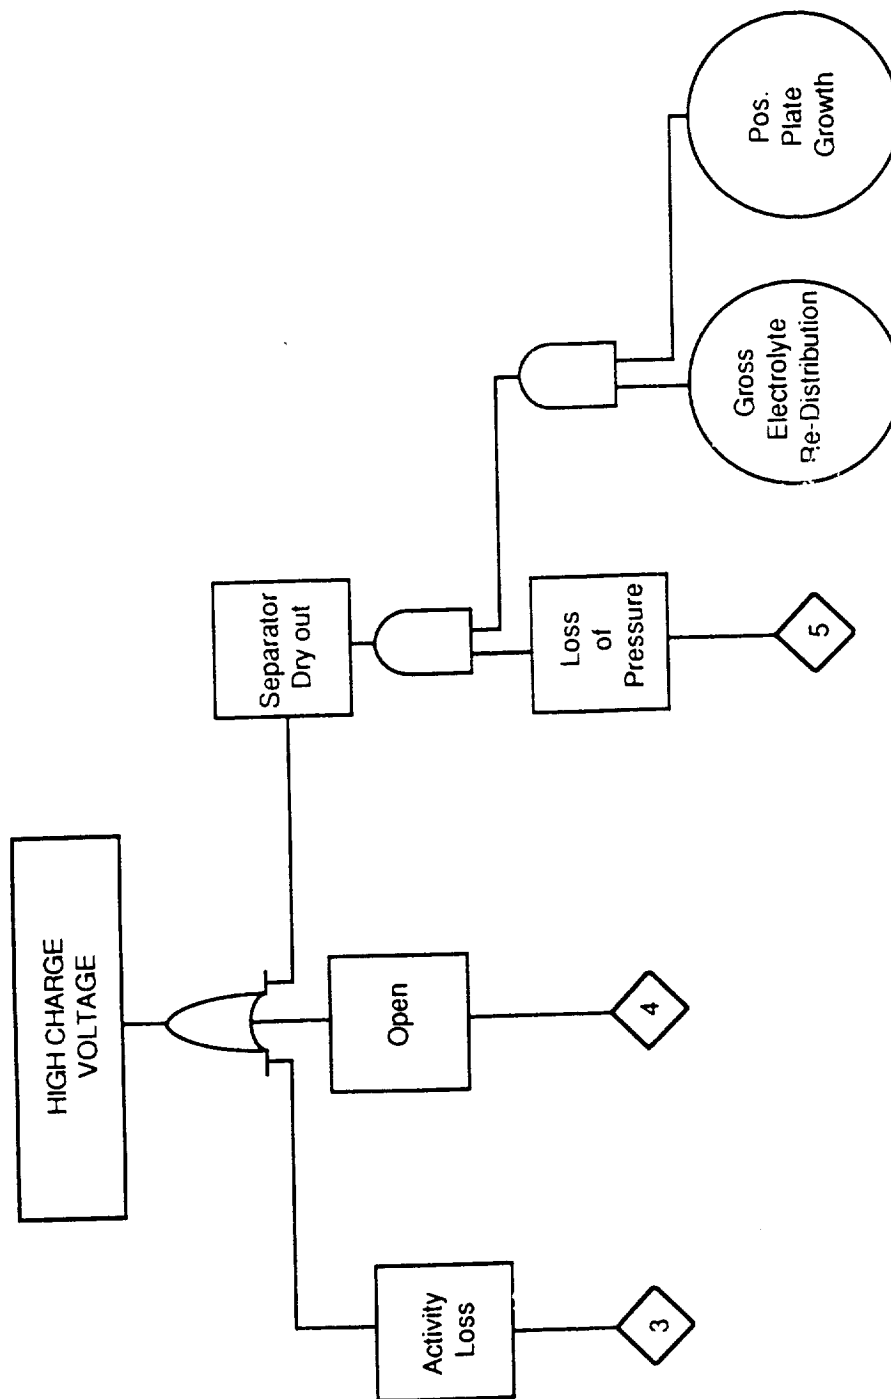 HIGH CHARGE
VOLTAGE
Activity
Loss
Open
Separator
Dry out
Loss
of
Pressure
Gross
Electrolyte
Re-Distribution
Pos.
Plate
Growth
3
4
5